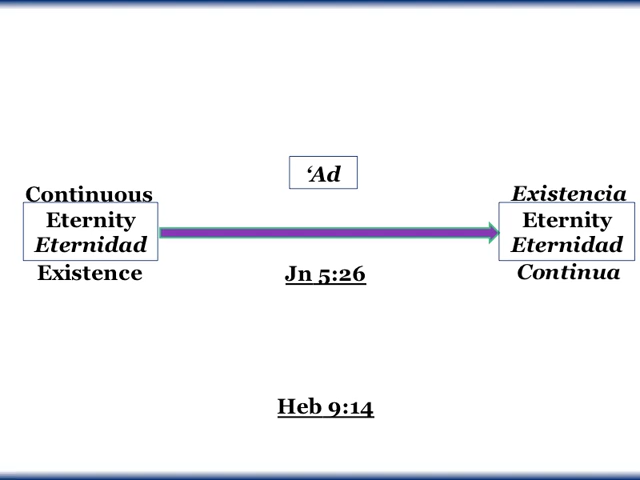 ‘Ad
Continuous
Eternity
Eternidad
Existence
Existencia
Eternity
Eternidad
Continua
Jn 5:26
Heb 9:14